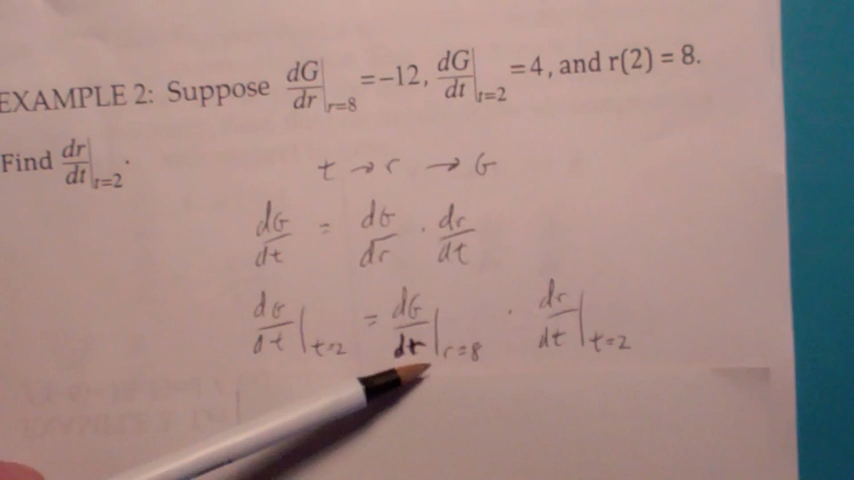 EXAMPLE 2: Suppose dG/dr|r=8 =-12, dG/dt|t=2 =4, and r(2) = 8.
Find dr/dt|t=2.
t → r → G
dG/dt = dG/dr · dr/dt
dG/dt|t=2 = dG/dr|r=8 · dr/dt|t=2